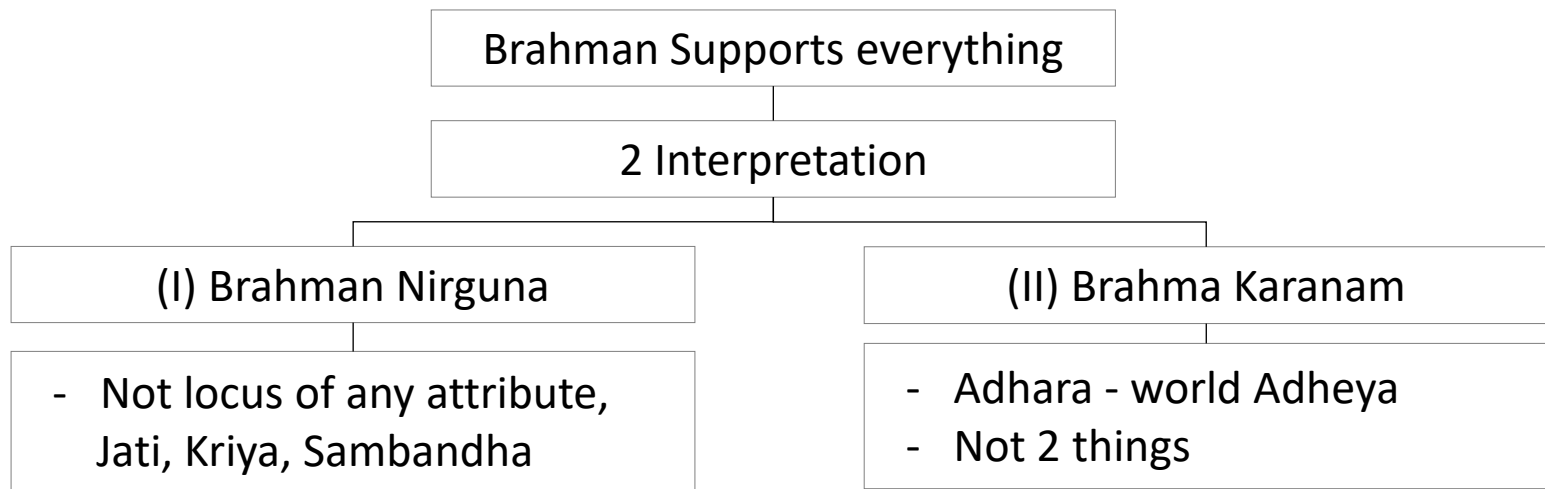 Brahman Supports everything
2 Interpretation
(I) Brahman Nirguna
- Not locus of any attribute,
Jati, Kriya, Sambandha
(II) Brahma Karanam
- Adhara - world Adheya
- Not 2 things